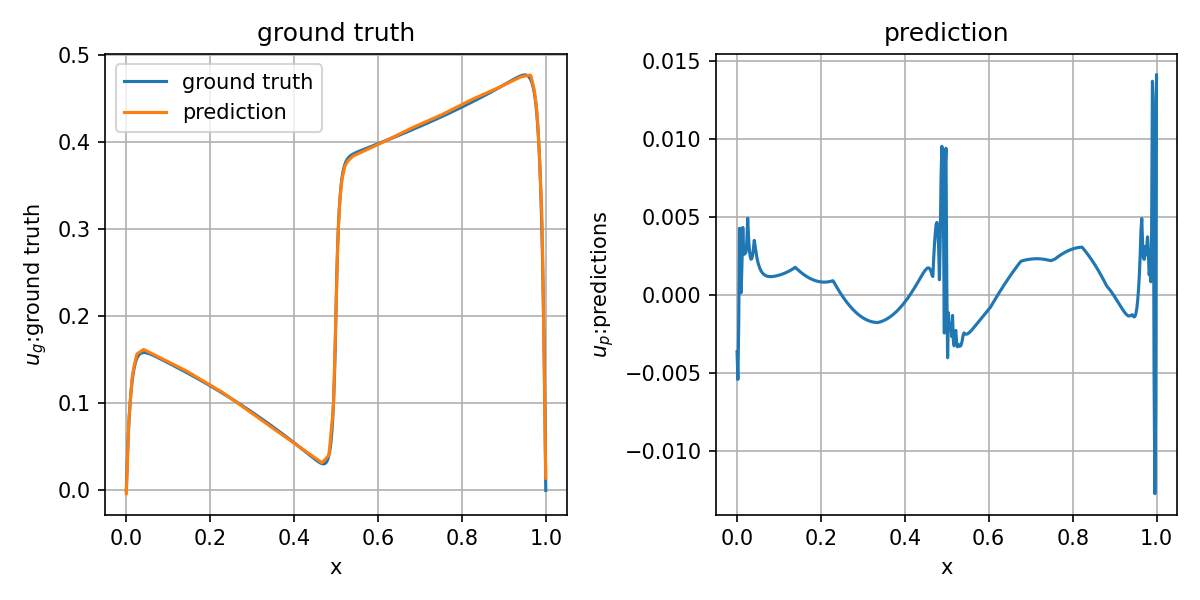 ground truth
0.5
0.4
0.3
0.2
0.1
0.0
u_g:ground truth
ground truth
prediction
0.0 0.2 0.4 0.6 0.8 1.0
x
prediction
0.015
0.010
0.005
0.000
−0.005
−0.010
u_p:predictions
0.0 0.2 0.4 0.6 0.8 1.0
x